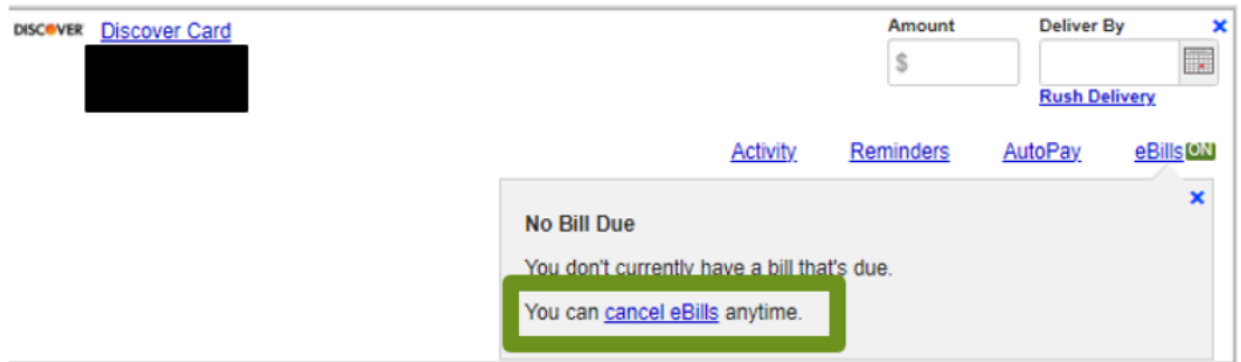 DISCOVER Discover Card Amount Deliver By
$
Rush Delivery
Activity Reminders AutoPay eBills ON
No Bill Due
You don't currently have a bill that's due.
You can cancel eBills anytime.